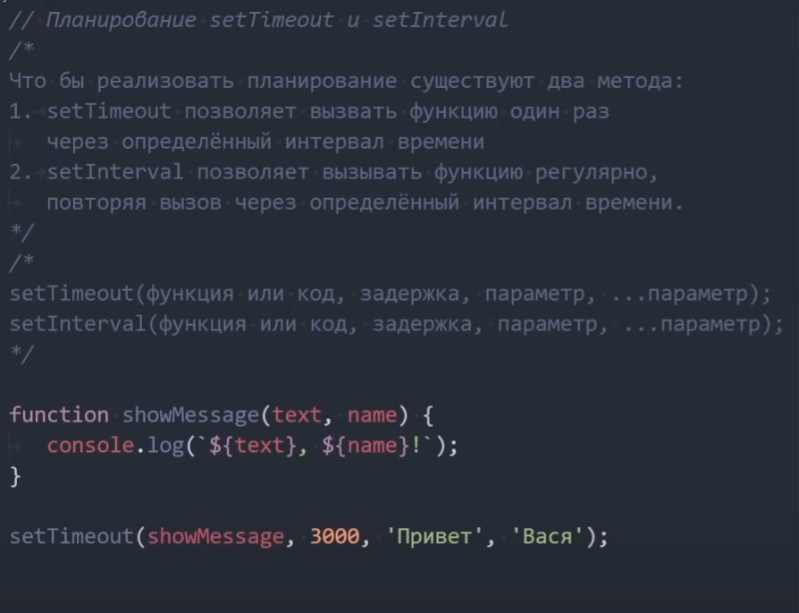 // Планирование setTimeout и setInterval
/*
Что бы реализовать планирование существуют два метода:
1. setTimeout позволяет вызвать функцию один раз
через определённый интервал времени
2. setInterval позволяет вызывать функцию регулярно,
повторяя вызов через определённый интервал времени.
*/
/*
setTimeout(функция или код, задержка, параметр, ...параметр);
setInterval(функция или код, задержка, параметр, ...параметр);
*/
function showMessage(text, name) {
console.log(`${text}, ${name}!`);
}
setTimeout(showMessage, 3000, 'Привет', 'Вася');